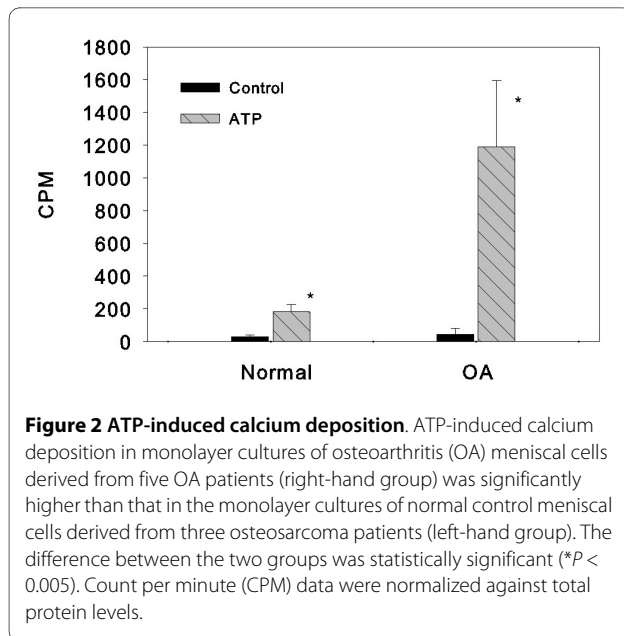 1800
1600
1400
1200
1000
800
600
400
200
0
CPM
Control
ATP
*
*
Normal OA
Figure 2 ATP-induced calcium deposition. ATP-induced calcium
deposition in monolayer cultures of osteoarthritis (OA) meniscal cells
derived from five OA patients (right-hand group) was significantly
higher than that in the monolayer cultures of normal control meniscal
cells derived from three osteosarcoma patients (left-hand group). The
difference between the two groups was statistically significant (*P <
0.005). Count per minute (CPM) data were normalized against total
protein levels.